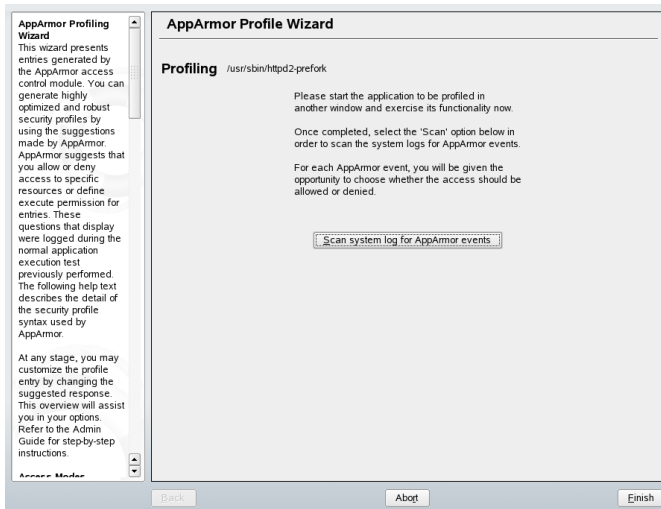 AppArmor Profiling
Wizard
This wizard presents
entries generated by
the AppArmor access
control module. You can
generate highly
optimized and robust
security profiles by
using the suggestions
made by AppArmor.
AppArmor suggests that
you allow or deny
access to specific
resources or define
execute permission for
entries. These
questions that display
were logged during the
normal application
execution test
previously performed.
The following help text
describes the detail of
the security profile
syntax used by
AppArmor.
At any stage, you may
customize the profile
entry by changing the
suggested response.
This overview will assist
you in your options.
Refer to the Admin
Guide for step-by-step
instructions.
Access Modes
AppArmor Profile Wizard
Profiling /usr/sbin/httpd2-prefork
Please start the application to be profiled in
another window and exercise its functionality now.
Once completed, select the 'Scan' option below in
order to scan the system logs for AppArmor events.
For each AppArmor event, you will be given the
opportunity to choose whether the access should be
allowed or denied.
Scan system log for AppArmor events
Back
Abort
Finish